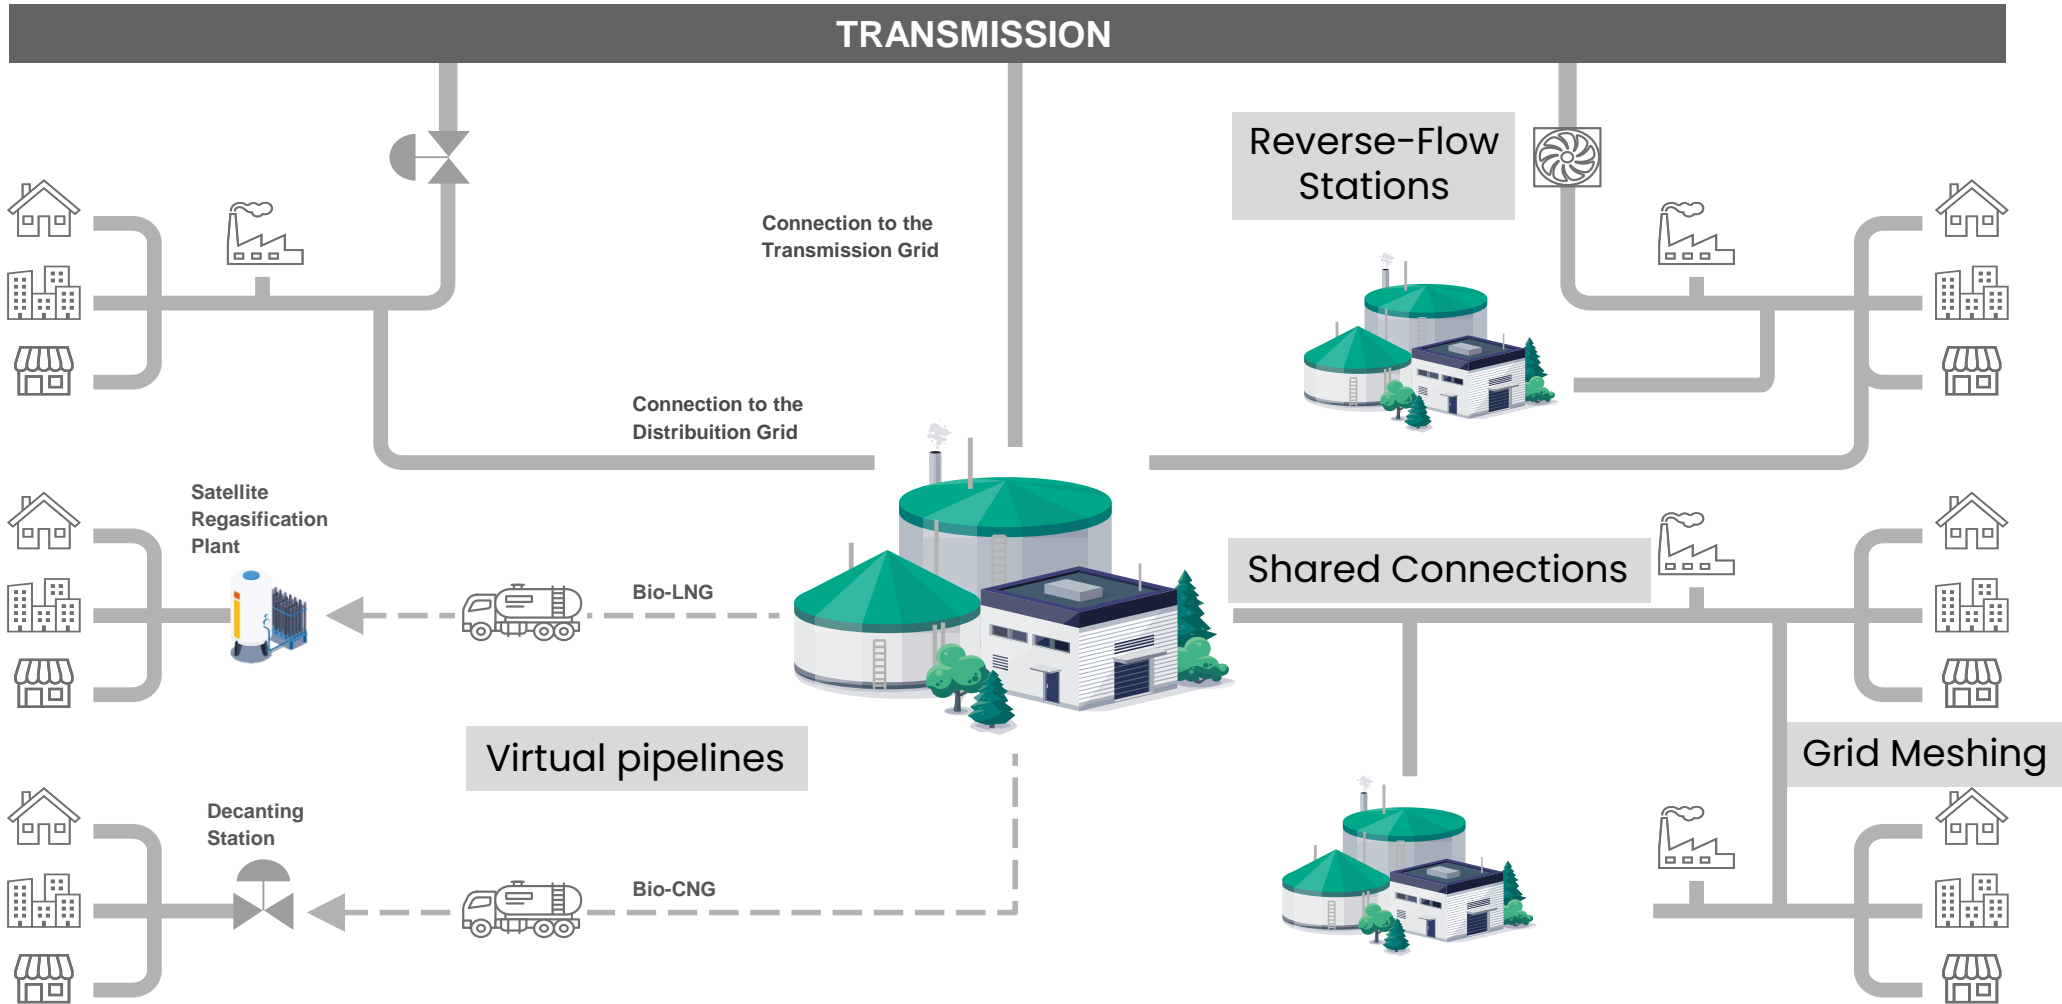 TRANSMISSION
Reverse-Flow
Stations
Connection to the
Transmission Grid
Connection to the
Distribuition Grid
Satellite
Regasification
Plant
Bio-LNG
Shared Connections
Virtual pipelines
Grid Meshing
Decanting
Station
Bio-CNG